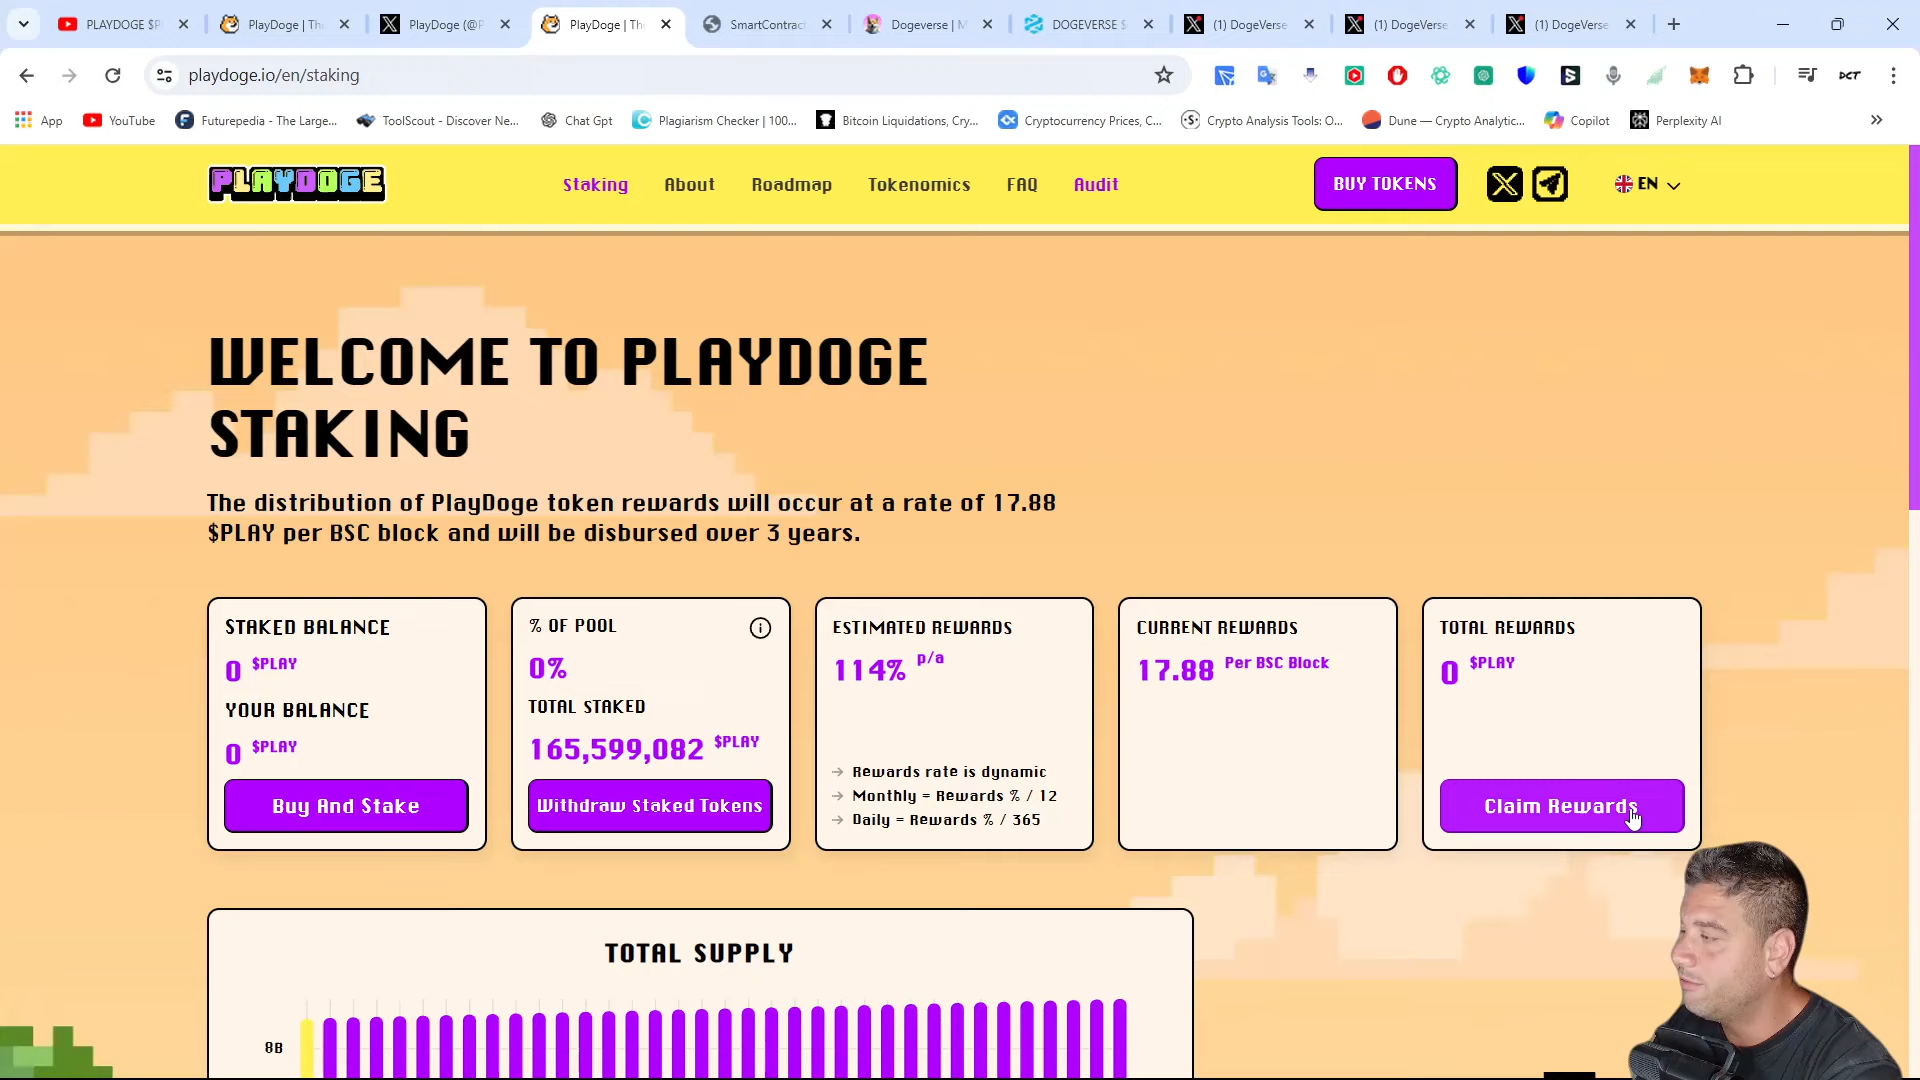 PLAYDOGE $P
PlayDoge | Th
PlayDoge (@P
PlayDoge | Th
SmartContrac
Dogeverse | M
DOGEVERSE $
(1) DogeVerse
(1) DogeVerse
(1) DogeVerse
playdoge.io/en/staking
App
YouTube
Futurepedia - The Large...
ToolScout - Discover Ne...
Chat Gpt
Plagiarism Checker | 100...
Bitcoin Liquidations, Cry...
Cryptocurrency Prices, C...
Crypto Analysis Tools: O...
Dune — Crypto Analytic...
Copilot
Perplexity AI
PLAYDOGE
Staking
About
Roadmap
Tokenomics
FAQ
Audit
BUY TOKENS
EN
WELCOME TO PLAYDOGE
STAKING
The distribution of PlayDoge token rewards will occur at a rate of 17.88
$PLAY per BSC block and will be disbursed over 3 years.
STAKED BALANCE
0 $PLAY
YOUR BALANCE
0 $PLAY
Buy And Stake
% OF POOL
0%
TOTAL STAKED
165,599,082 $PLAY
Withdraw Staked Tokens
ESTIMATED REWARDS
114% p/a
→ Rewards rate is dynamic
→ Monthly = Rewards % / 12
→ Daily = Rewards % / 365
CURRENT REWARDS
17.88 Per BSC Block
TOTAL REWARDS
0 $PLAY
Claim Rewards
TOTAL SUPPLY
8B